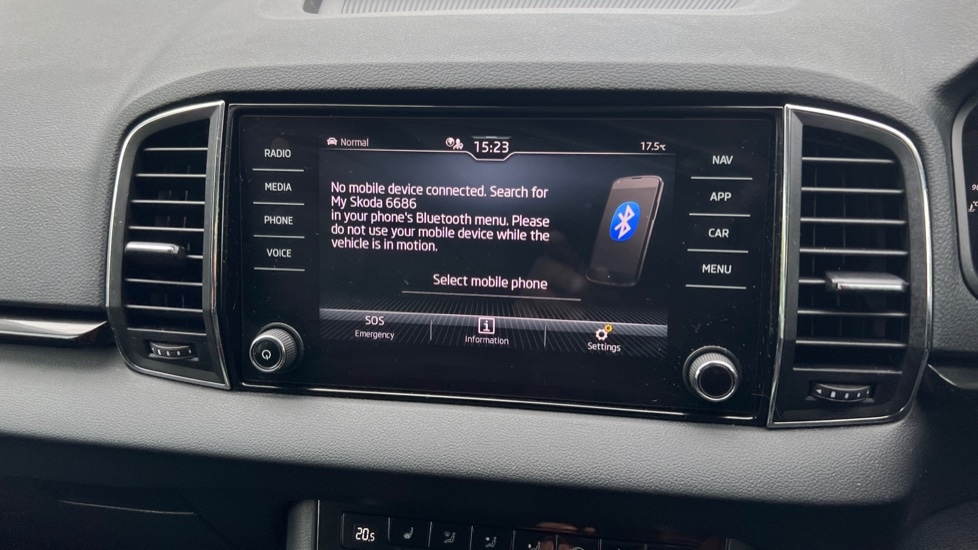 Normal
15:23
17.5°C
RADIO
MEDIA
PHONE
VOICE
No mobile device connected. Search for
My Skoda 6686
in your phone's Bluetooth menu. Please
do not use your mobile device while the
vehicle is in motion.
Select mobile phone
SOS
Emergency
Information
Settings
NAV
APP
CAR
MENU
20.5